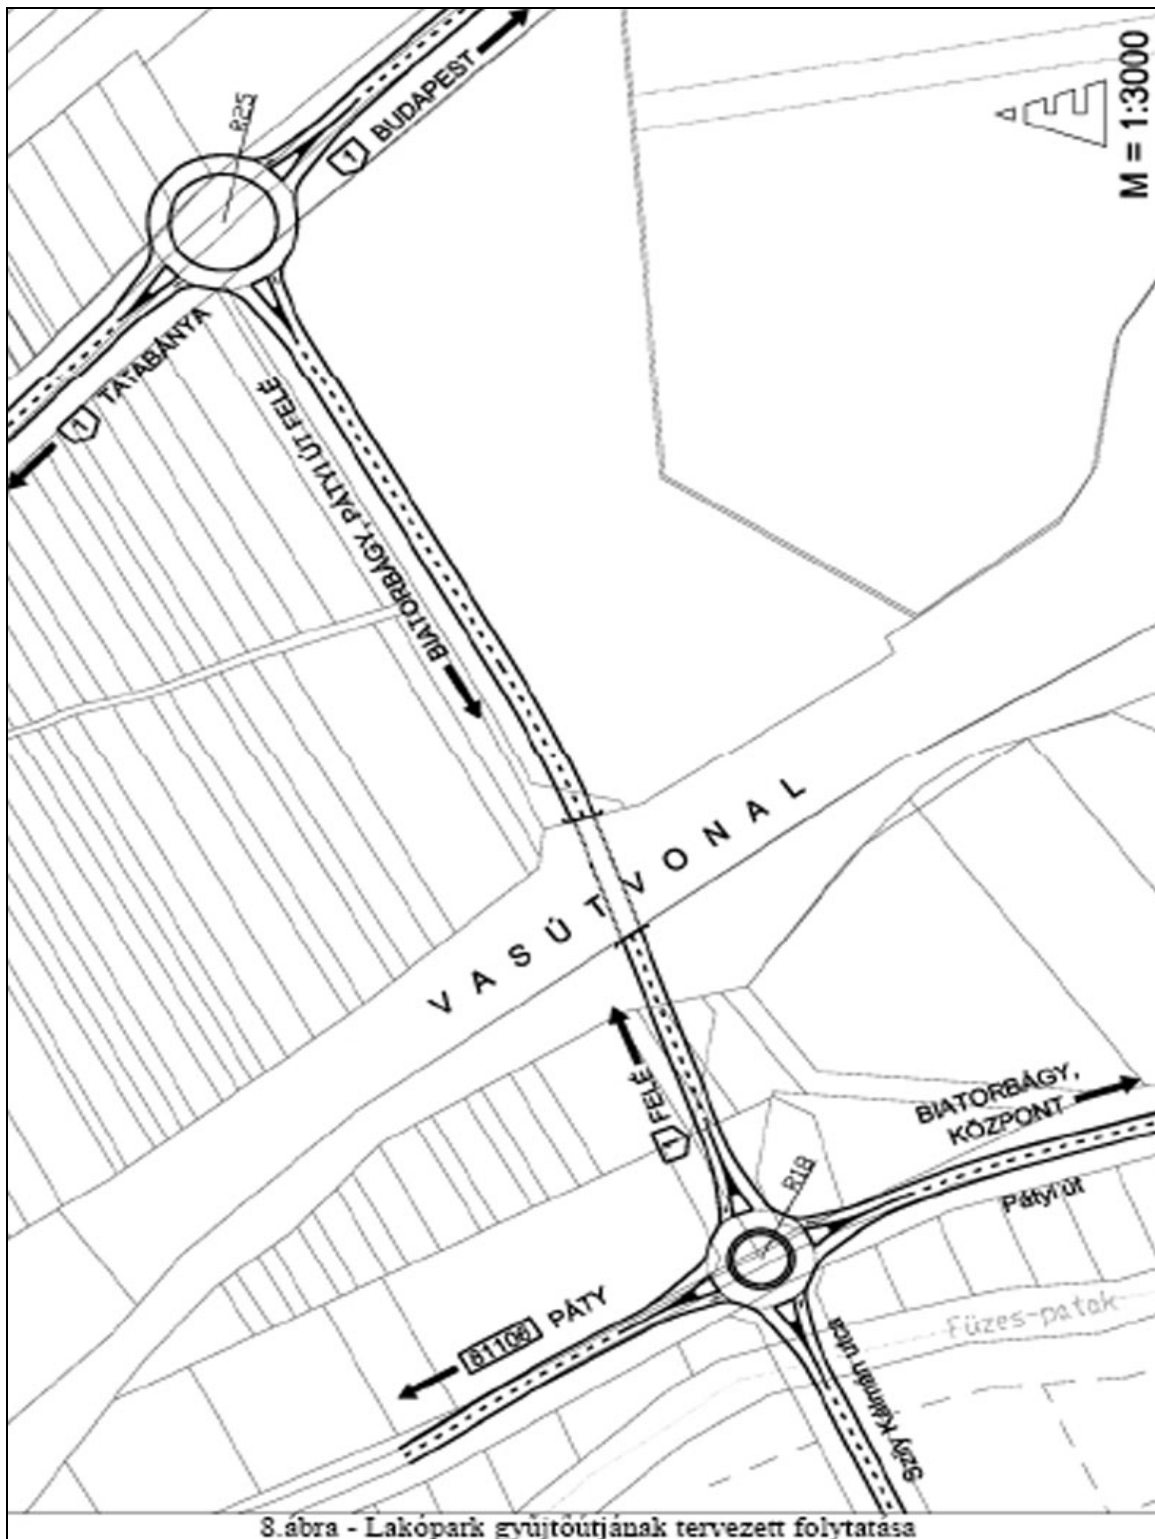 M = 1:3000
É
R25
1 BUDAPEST
1 TATABÁNYA
BIATORBÁGY, PÁTYI ÚT FELÉ
VASÚTVONAL
1 FELÉ
BIATORBÁGY,
KÖZPONT
R18
Pátyi út
81106 PÁTY
Füzes-patak
Szily Kálmán utca
8.ábra - Lakópark gyűjtőútjának tervezett folytatása